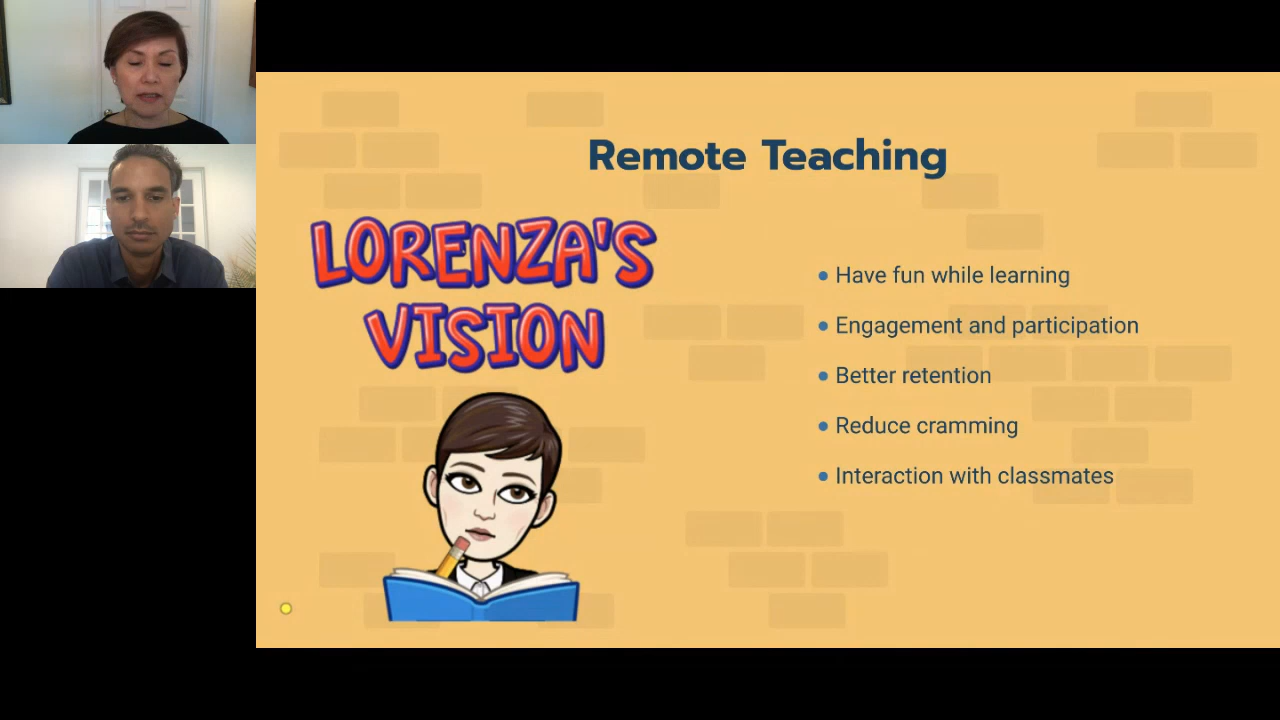 Remote Teaching
LORENZA'S
VISION
Have fun while learning
Engagement and participation
Better retention
Reduce cramming
Interaction with classmates